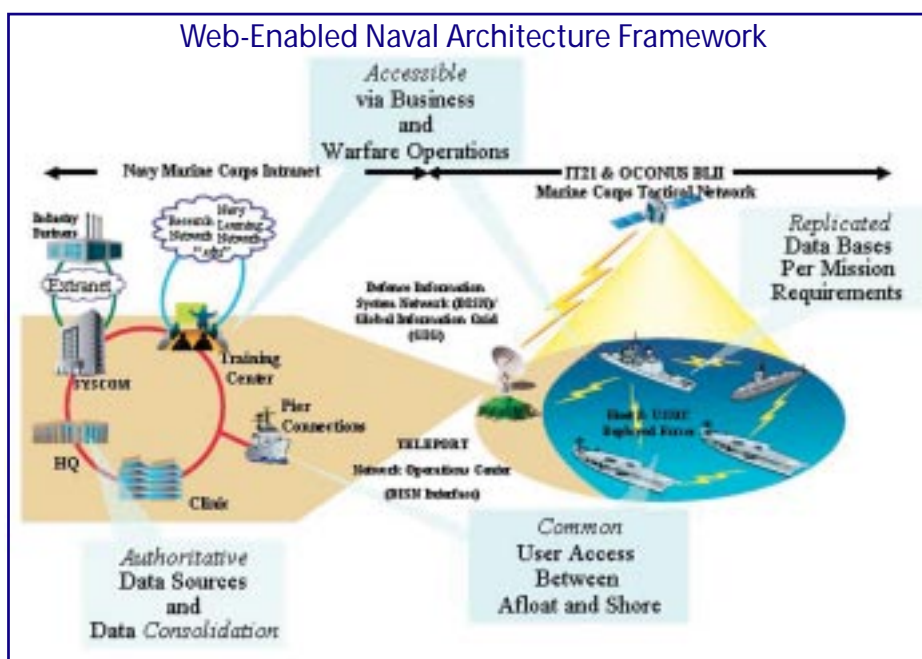 Web-Enabled Naval Architecture Framework
Accessible
via Business
and
Warfare Operations
Navy Marine Corps Intranet
IT21 & OCONUS BLII
Marine Corps Tactical Network
Industry
Partners
Research
Network
Navy
Learning
Network
Extranet
Replicated
Data Bases
Per Mission
Requirements
Defense Information
System Network (DISN)/
Global Information Grid
(GIG)
SYSCOM
Training
Center
Pier
Connections
HQ
Clinic
TELEPORT
Network Operations Center
(DISN Interface)
Deployed Forces
Authoritative
Data Sources
and
Data Consolidation
Common
User Access
Between
Afloat and Shore